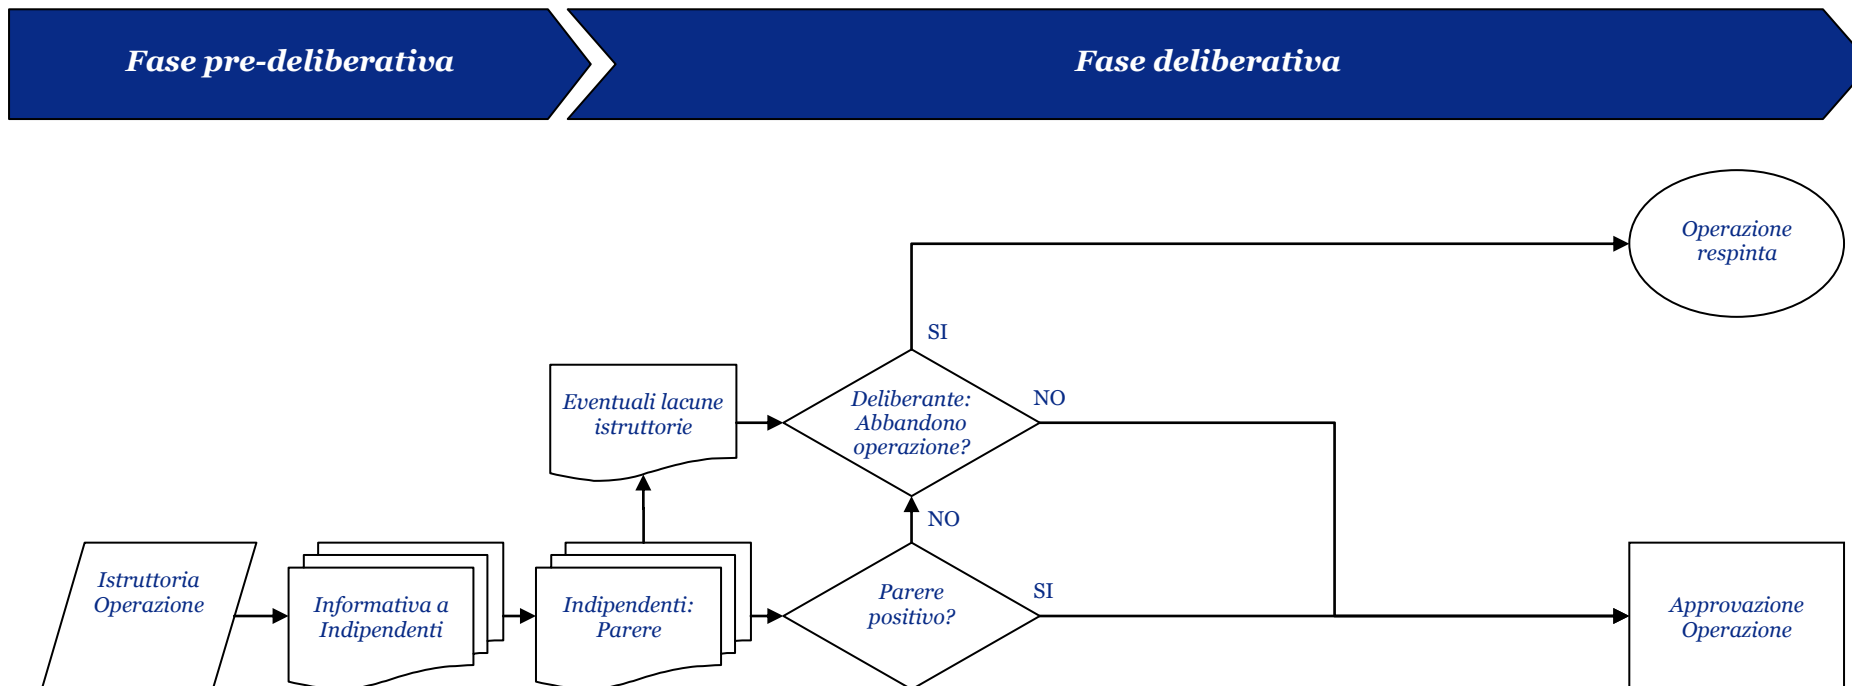 Fase pre-deliberativa
Fase deliberativa
Operazione
respinta
SI
Eventuali lacune
istruttorie
Deliberante:
Abbandono
operazione?
NO
NO
Istruttoria
Operazione
Informativa a
Indipendenti
Indipendenti:
Parere
Parere
positivo?
SI
Approvazione
Operazione